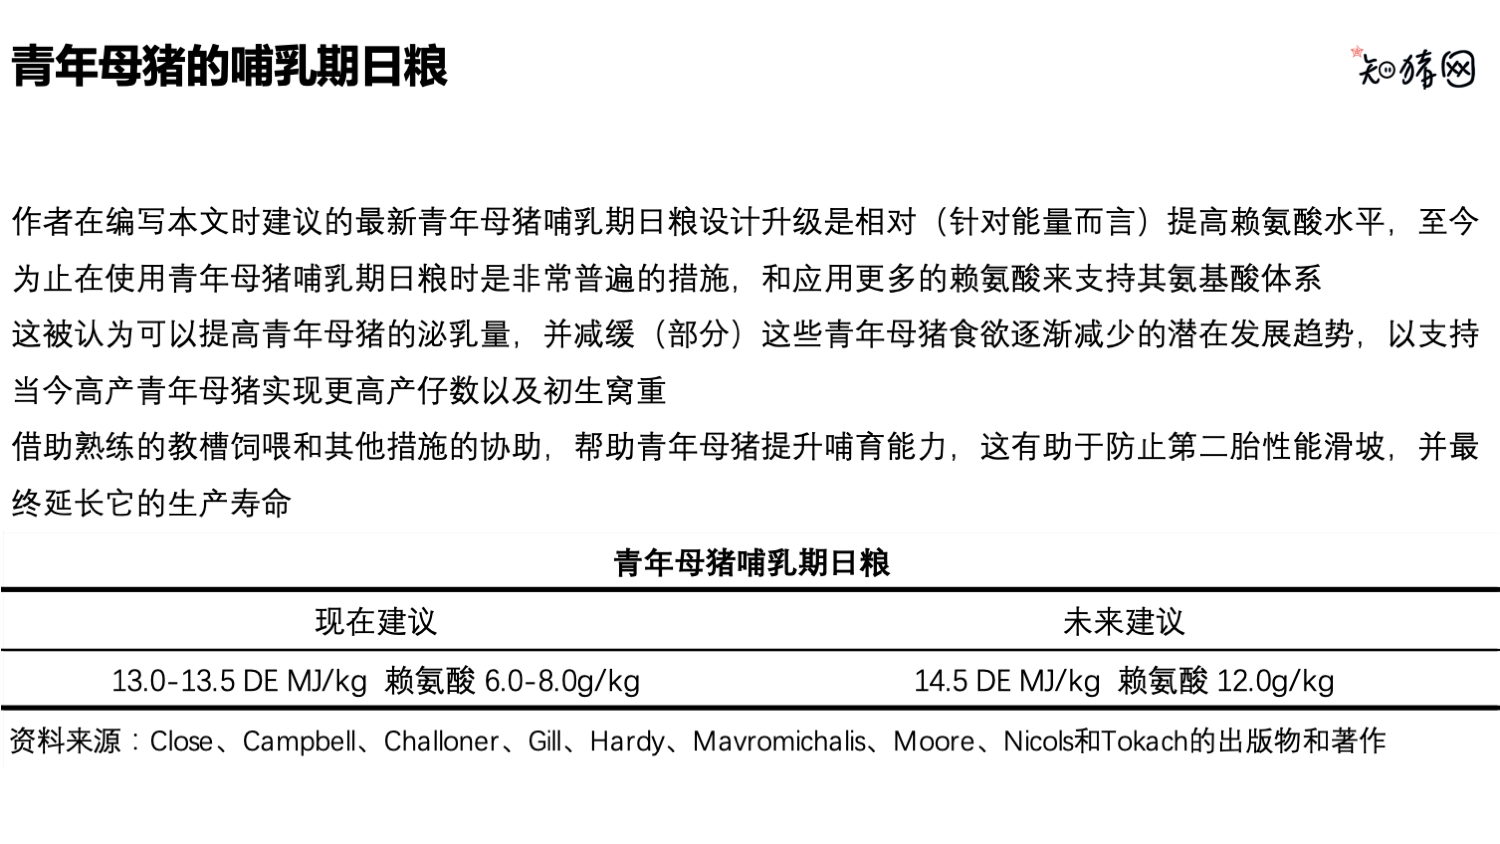 青年母猪的哺乳期日粮
知猪网
作者在编写本文时建议的最新青年母猪哺乳期日粮设计升级是相对（针对能量而言）提高赖氨酸水平，至今
为止在使用青年母猪哺乳期日粮时是非常普遍的措施，和应用更多的赖氨酸来支持其氨基酸体系
这被认为可以提高青年母猪的泌乳量，并减缓（部分）这些青年母猪食欲逐渐减少的潜在发展趋势，以支持
当今高产青年母猪实现更高产仔数以及初生窝重
借助熟练的教槽饲喂和其他措施的协助，帮助青年母猪提升哺育能力，这有助于防止第二胎性能滑坡，并最
终延长它的生产寿命
青年母猪哺乳期日粮
现在建议 未来建议
13.0-13.5 DE MJ/kg 赖氨酸 6.0-8.0g/kg 14.5 DE MJ/kg 赖氨酸 12.0g/kg
资料来源：Close、Campbell、Challoner、Gill、Hardy、Mavromichalis、Moore、Nicols和Tokach的出版物和著作